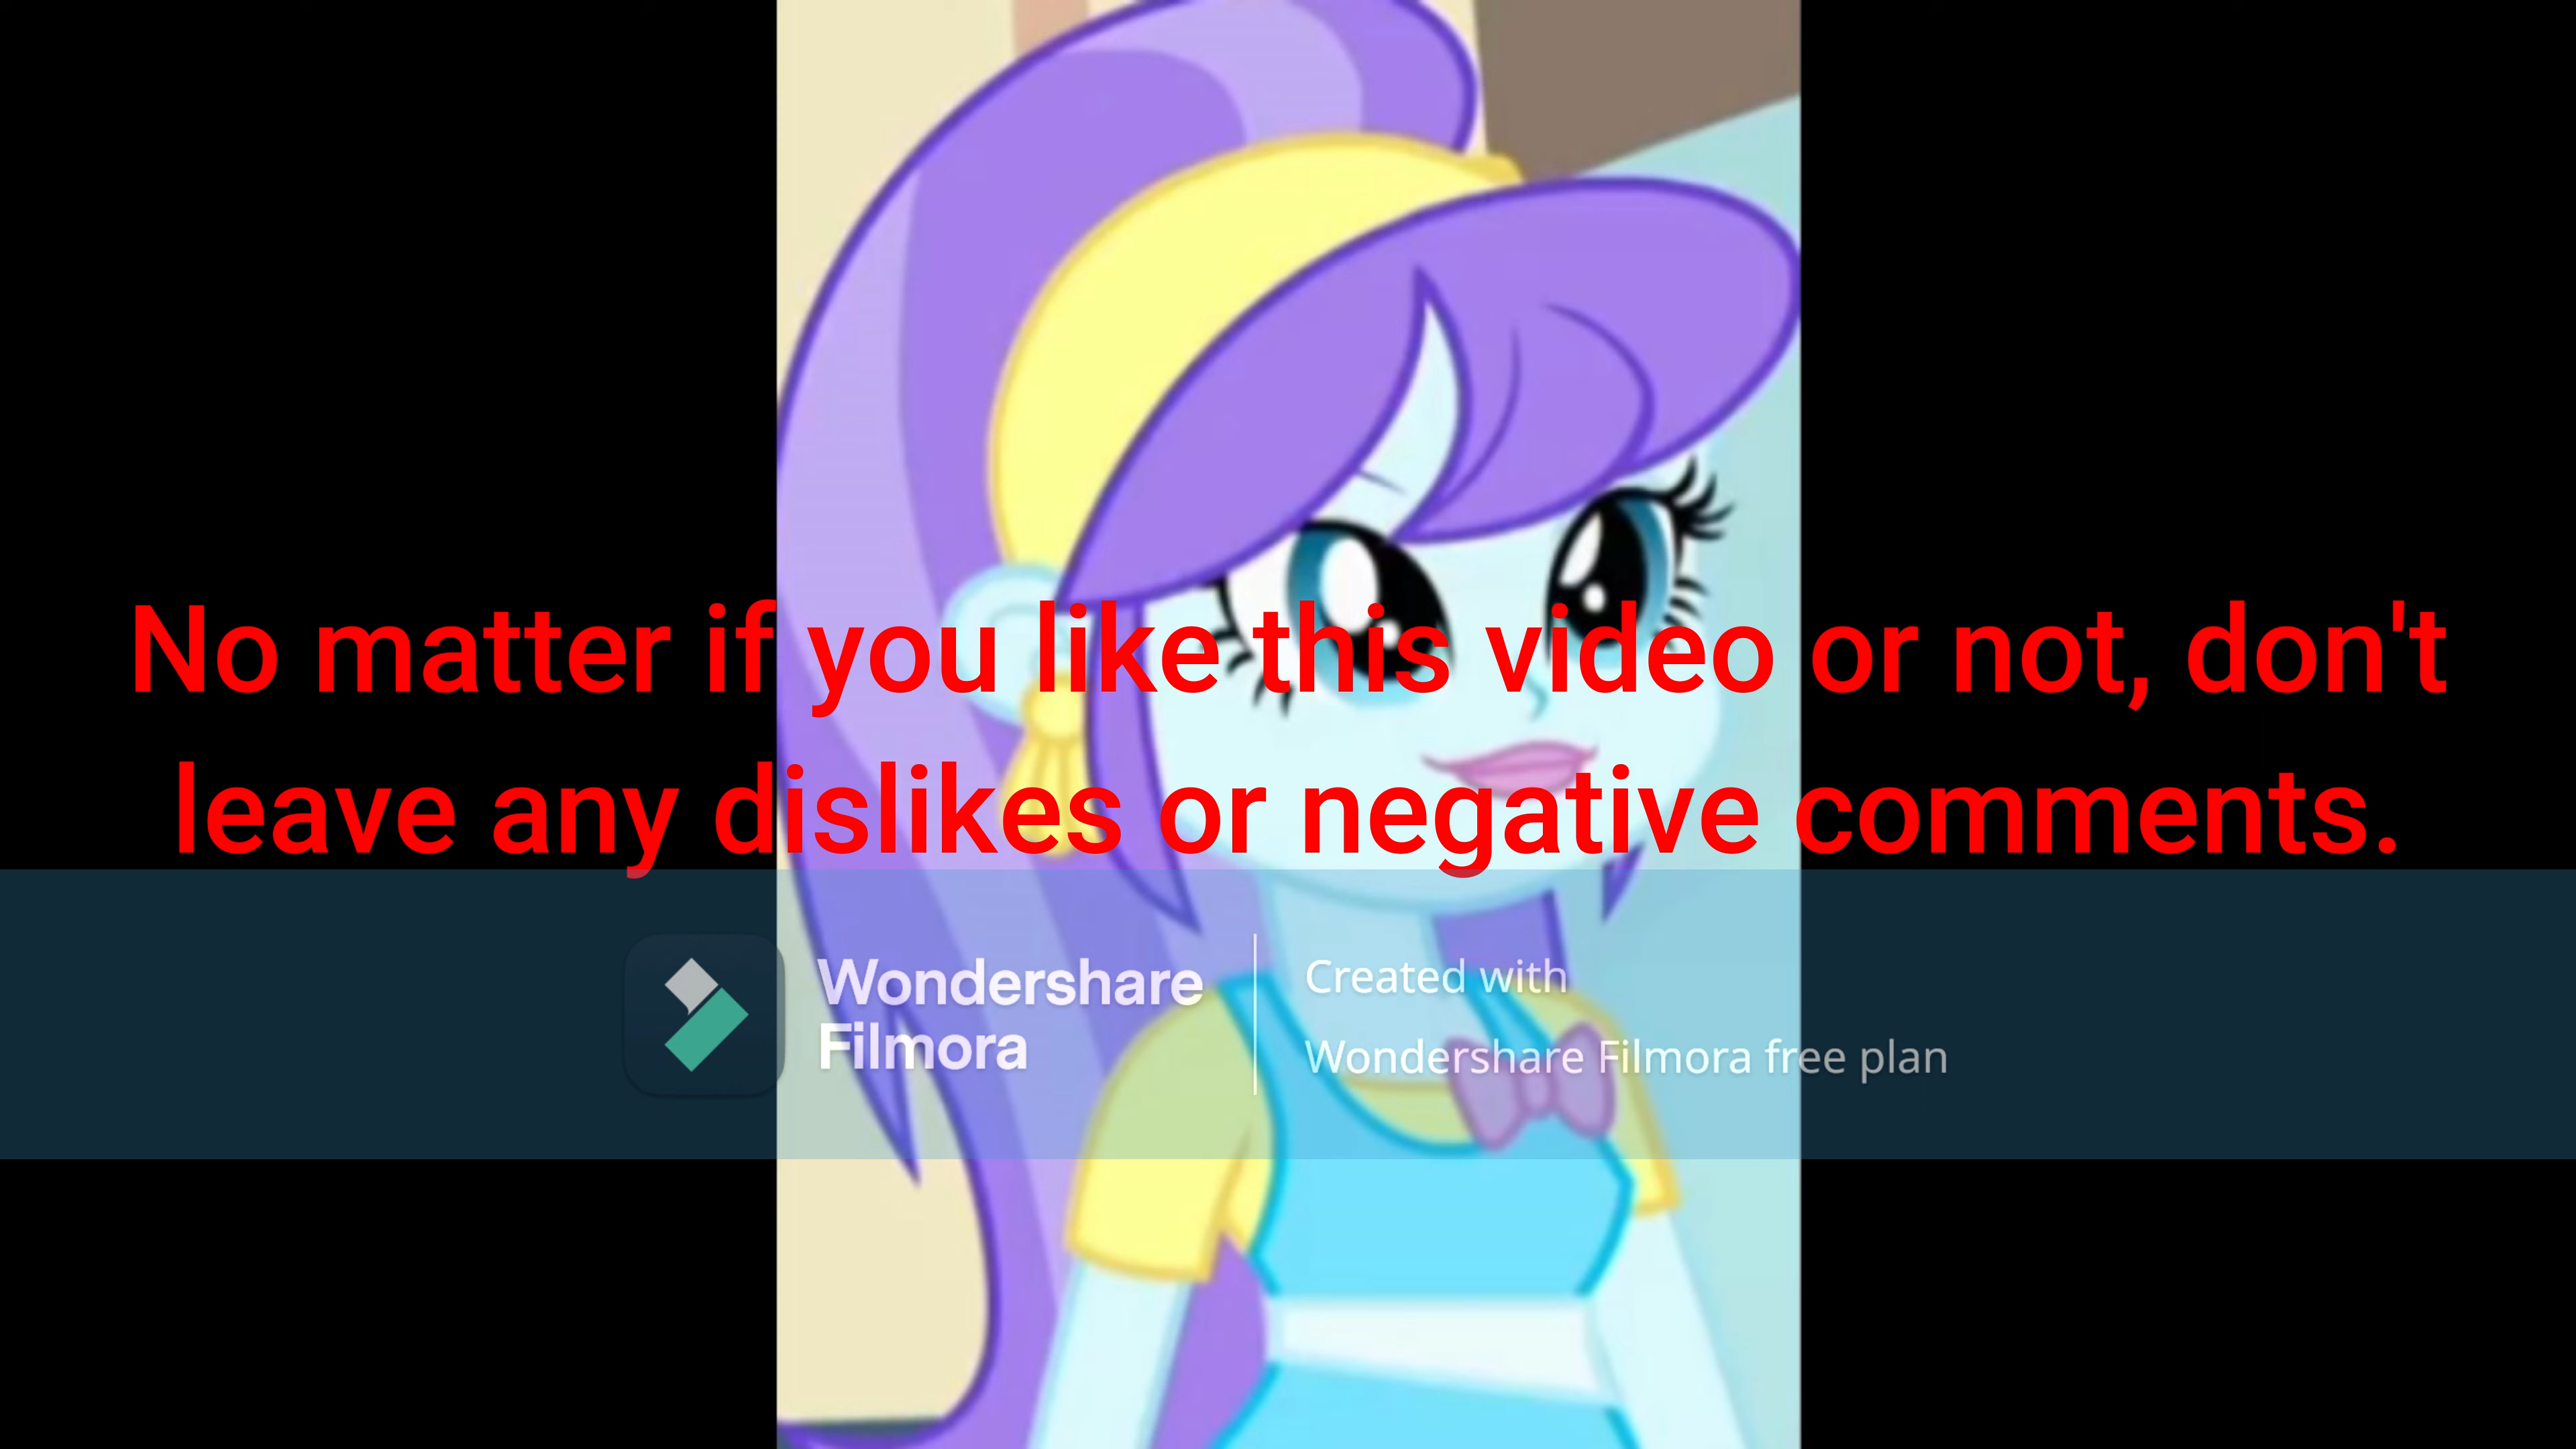 No matter if you like this video or not, don't
leave any dislikes or negative comments.
Wondershare
Filmora
Created with
Wondershare Filmora free plan